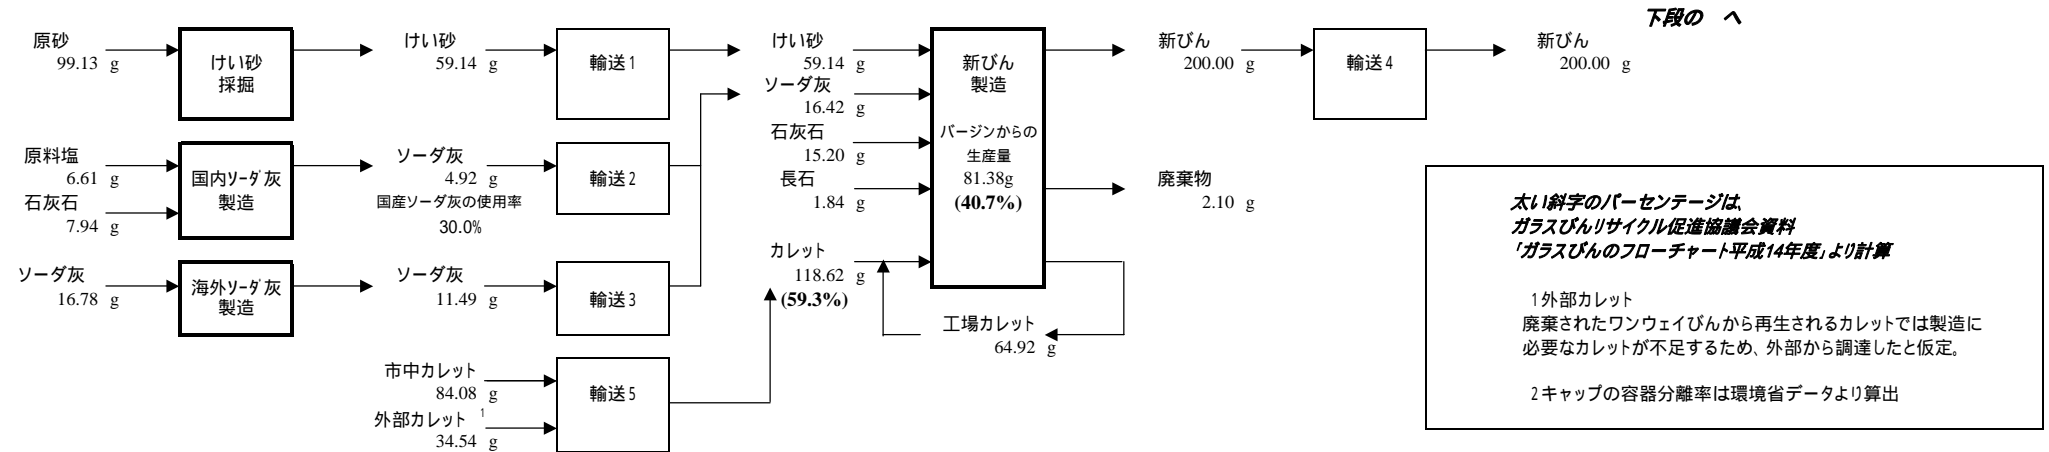 下段の へ
原砂
99.13 g
けい砂
採掘
けい砂
59.14 g
輸送1
けい砂
59.14 g
ソーダ灰
16.42 g
石灰石
15.20 g
長石
1.84 g
カレット
118.62 g
(59.3%)
新びん
製造
バージンからの
生産量
81.38g
(40.7%)
新びん
200.00 g
輸送4
新びん
200.00 g
原料塩
6.61 g
石灰石
7.94 g
国内ソーダ灰
製造
ソーダ灰
4.92 g
国産ソーダ灰の使用率
30.0%
輸送2
廃棄物
2.10 g
ソーダ灰
16.78 g
海外ソーダ灰
製造
ソーダ灰
11.49 g
輸送3
工場カレット
64.92 g
市中カレット
84.08 g
外部カレット 1
34.54 g
輸送5
太い斜字のパーセンテージは、
ガラスびんリサイクル促進協議会資料
「ガラスびんのフローチャート平成14年度」より計算
1外部カレット
廃棄されたワンウェイびんから再生されるカレットでは製造に
必要なカレットが不足するため、外部から調達したと仮定。
2キャップの容器分離率は環境省データより算出